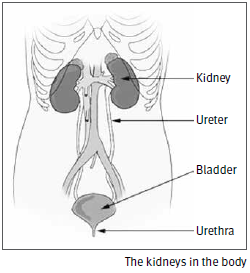 Kidney
Ureter
Bladder
Urethra
The kidneys in the body